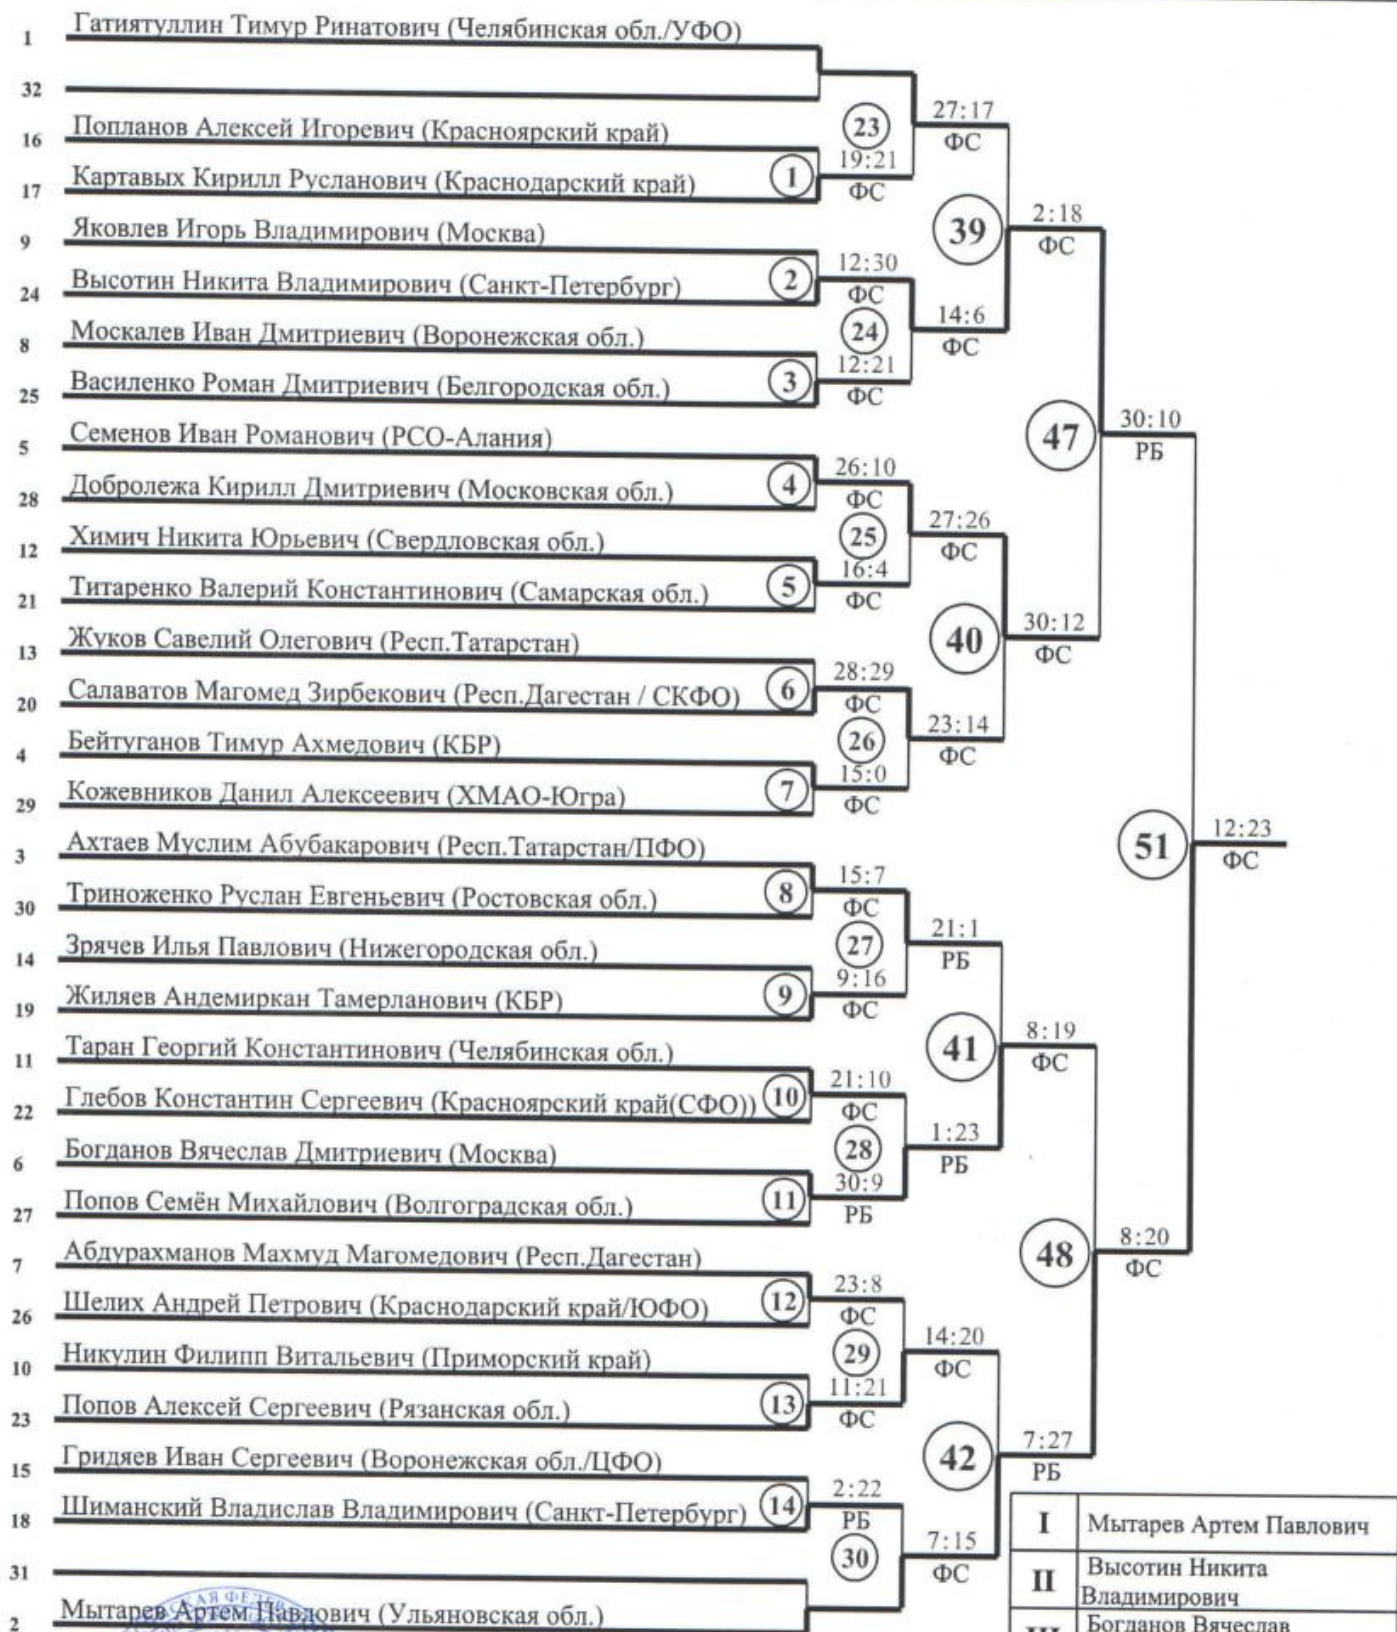 1 Гатиятуллин Тимур Ринатович (Челябинская обл./УФО)
32
27:17
16 Попланов Алексей Игоревич (Красноярский край) 23 ФС
19:21
17 Картавых Кирилл Русланович (Краснодарский край) 1 ФС
9 Яковлев Игорь Владимирович (Москва) 39 2:18
ФС
12:30
24 Высотин Никита Владимирович (Санкт-Петербург) 2 ФС
14:6
8 Москалев Иван Дмитриевич (Воронежская обл.) 24 ФС
12:21
25 Василенко Роман Дмитриевич (Белгородская обл.) 3 ФС
30:10
5 Семенов Иван Романович (РСО-Алания) 47 РБ
26:10
28 Добролежа Кирилл Дмитриевич (Московская обл.) 4 ФС
27:26
12 Химич Никита Юрьевич (Свердловская обл.) 25 ФС
16:4
21 Титаренко Валерий Константинович (Самарская обл.) 5 ФС
30:12
13 Жуков Савелий Олегович (Респ.Татарстан) 40 ФС
28:29
20 Салаватов Магомед Зирбекович (Респ.Дагестан / СКФО) 6 ФС
23:14
4 Бейтуганов Тимур Ахмедович (КБР) 26 ФС
15:0
29 Кожевников Данил Алексеевич (ХМАО-Югра) 7 ФС
12:23
3 Ахтаев Муслим Абубакарович (Респ.Татарстан/ПФО) 51 ФС
15:7
30 Триноженко Руслан Евгеньевич (Ростовская обл.) 8 ФС
21:1
14 Зрячев Илья Павлович (Нижегородская обл.) 27 РБ
9:16
19 Жиляев Андемиркан Тамерланович (КБР) 9 ФС
8:19
11 Таран Георгий Константинович (Челябинская обл.) 41 ФС
21:10
22 Глебов Константин Сергеевич (Красноярский край(СФО)) 10 ФС
1:23
6 Богданов Вячеслав Дмитриевич (Москва) 28 РБ
30:9
27 Попов Семён Михайлович (Волгоградская обл.) 11 РБ
8:20
7 Абдурахманов Махмуд Магомедович (Респ.Дагестан) 48 ФС
23:8
26 Шелих Андрей Петрович (Краснодарский край/ЮФО) 12 ФС
14:20
10 Никулин Филипп Витальевич (Приморский край) 29 ФС
11:21
23 Попов Алексей Сергеевич (Рязанская обл.) 13 ФС
7:27
15 Гридяев Иван Сергеевич (Воронежская обл./ЦФО) 42 РБ
2:22
18 Шиманский Владислав Владимирович (Санкт-Петербург) 14 РБ
I Мытарев Артем Павлович
7:15
31 30 ФС
II Высотин Никита
Владимирович
2 Мытарев Артем Павлович (Ульяновская обл.)
III Богданов Вячеслав